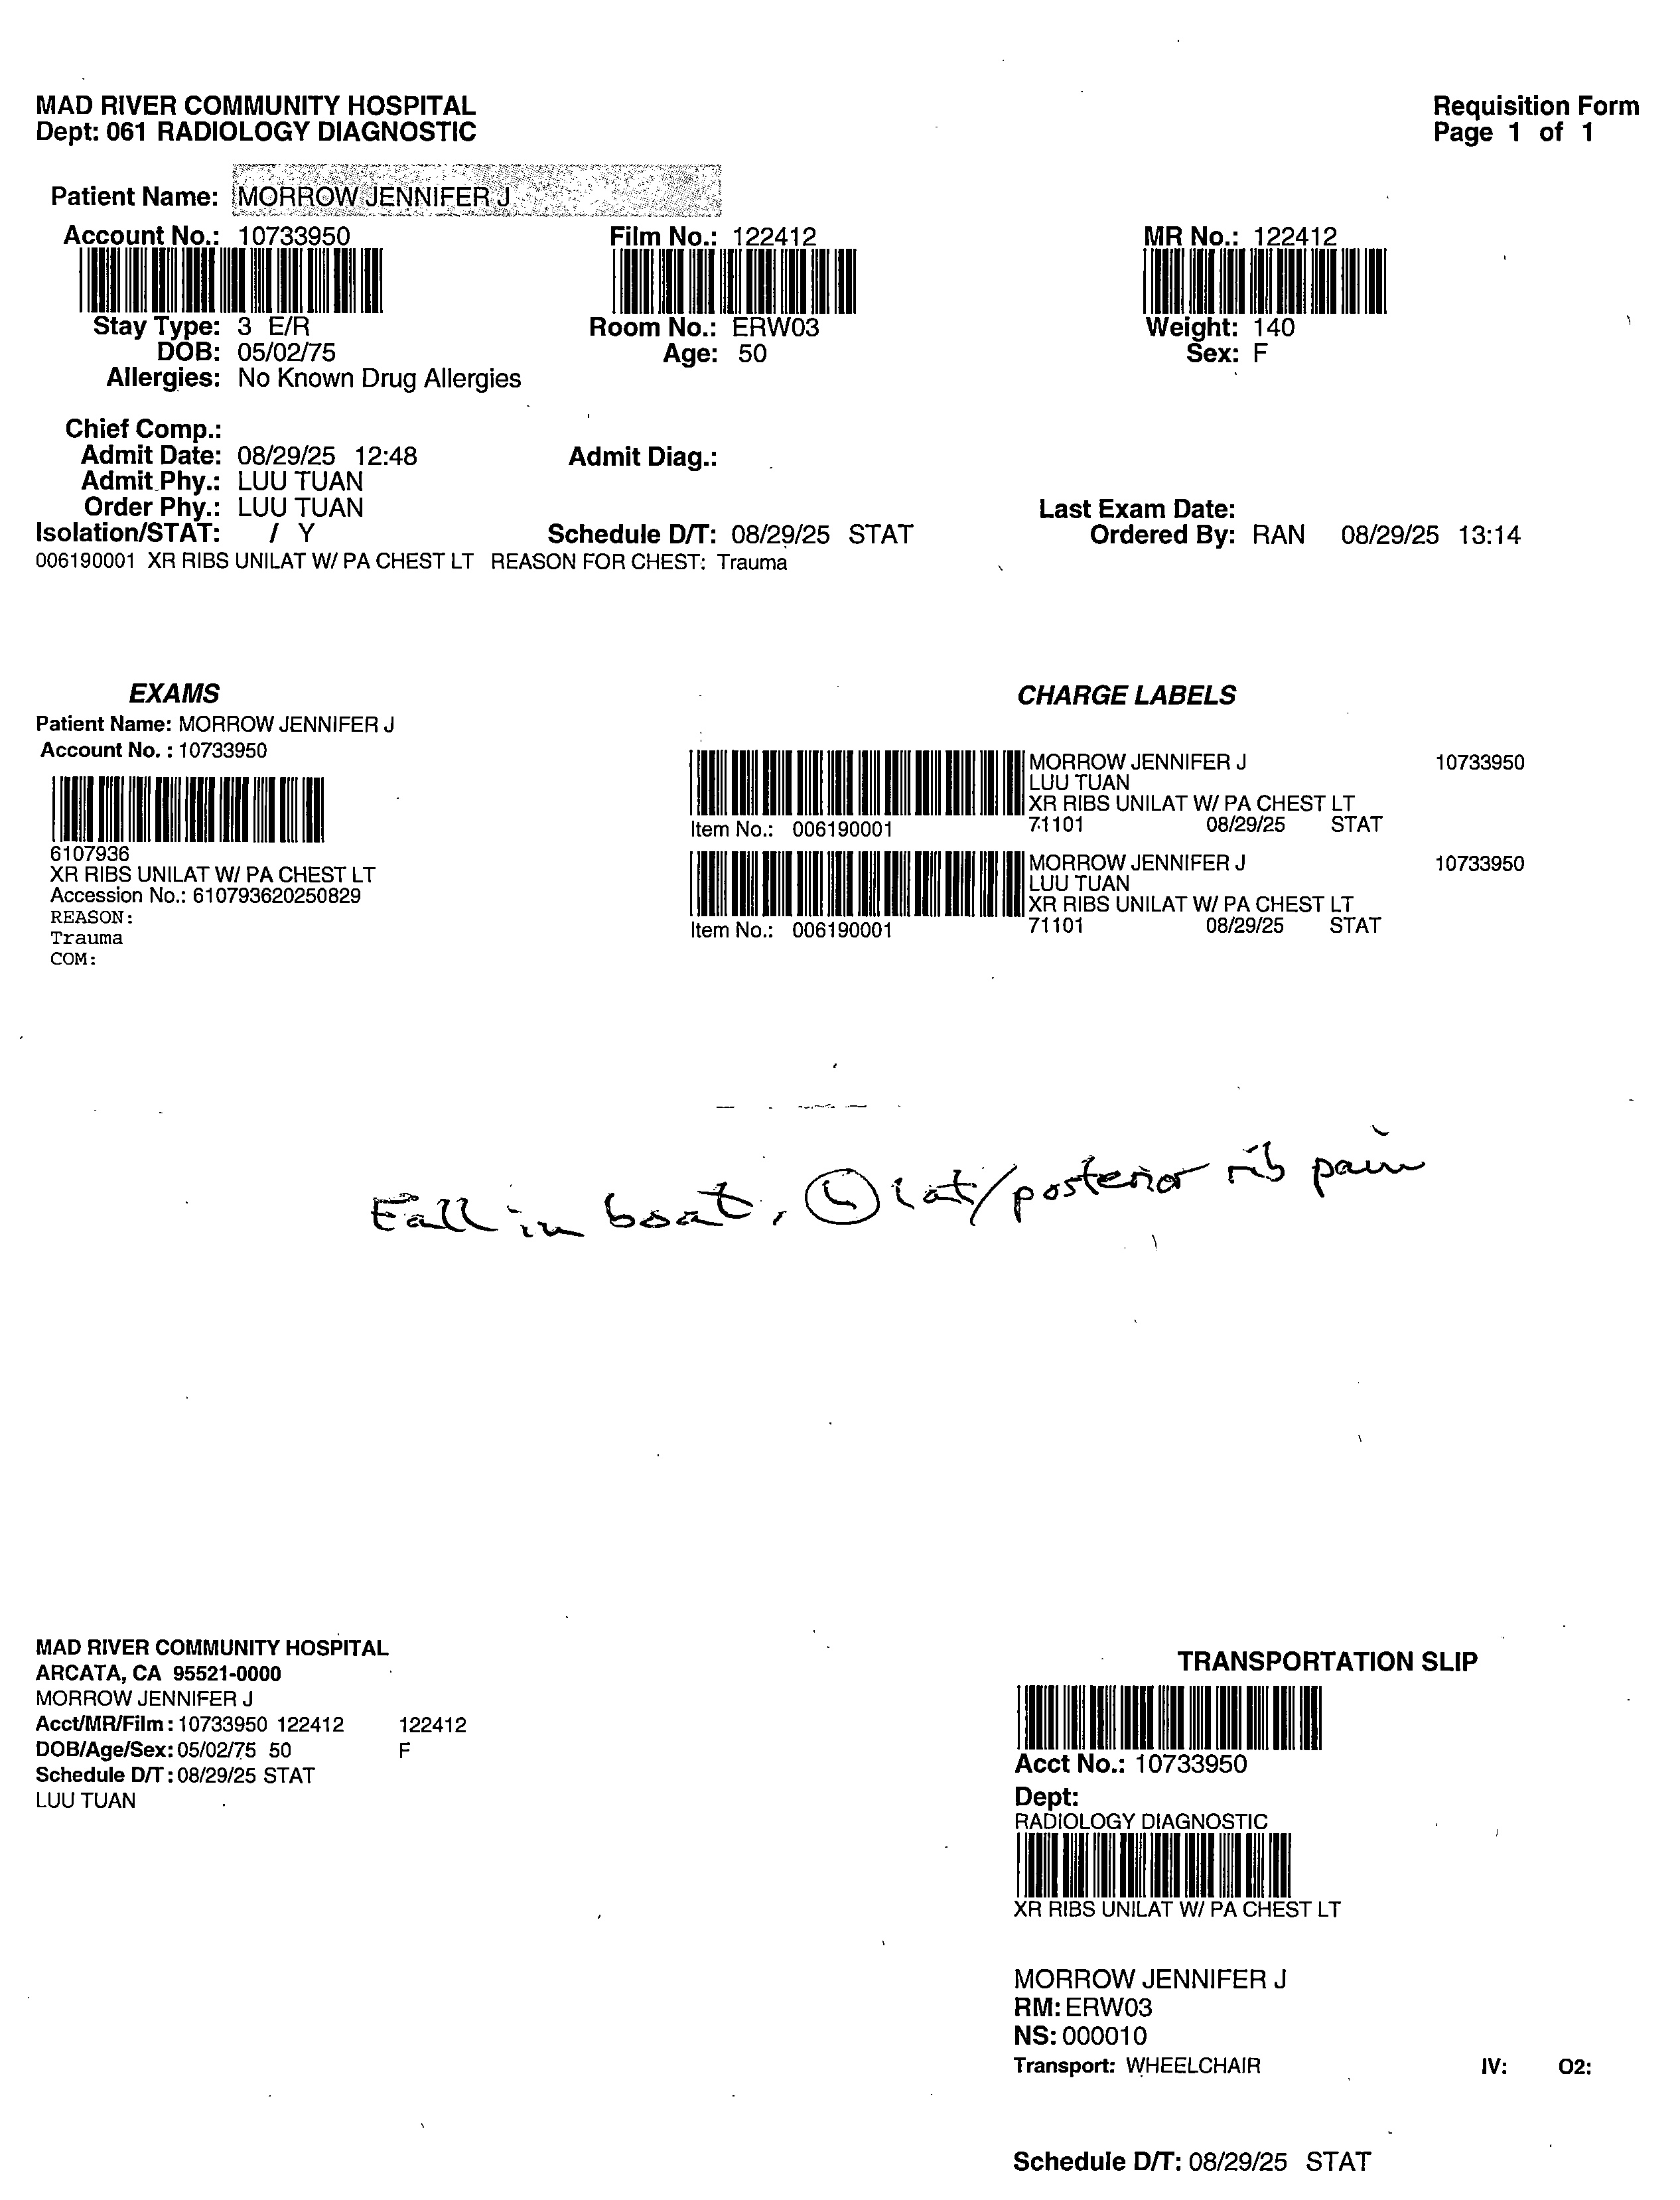 MAD RIVER COMMUNITY HOSPITAL
Dept: 061 RADIOLOGY DIAGNOSTIC
Requisition Form
Page 1 of 1
Patient Name: MORROW JENNIFER J
Account No.: 10733950 Film No.: 122412 MR No.: 122412
Stay Type: 3 E/R Room No.: ERW03 Weight: 140
DOB: 05/02/75 Age: 50 Sex: F
Allergies: No Known Drug Allergies
Chief Comp.:
Admit Date: 08/29/25 12:48 Admit Diag.:
Admit Phy.: LUU TUAN
Order Phy.: LUU TUAN Last Exam Date:
Isolation/STAT: / Y Schedule D/T: 08/29/25 STAT Ordered By: RAN 08/29/25 13:14
006190001 XR RIBS UNILAT W/ PA CHEST LT REASON FOR CHEST: Trauma
EXAMS
Patient Name: MORROW JENNIFER J
Account No. : 10733950
6107936
XR RIBS UNILAT W/ PA CHEST LT
Accession No.: 610793620250829
REASON:
Trauma
COM:
CHARGE LABELS
MORROW JENNIFER J 10733950
LUU TUAN
XR RIBS UNILAT W/ PA CHEST LT
Item No.: 006190001 71101 08/29/25 STAT
MORROW JENNIFER J 10733950
LUU TUAN
XR RIBS UNILAT W/ PA CHEST LT
Item No.: 006190001 71101 08/29/25 STAT
Fall in boat, Ⓛ lat/posterior rib pain
MAD RIVER COMMUNITY HOSPITAL
ARCATA, CA 95521-0000
MORROW JENNIFER J
Acct/MR/Film : 10733950 122412 122412
DOB/Age/Sex: 05/02/75 50 F
Schedule D/T : 08/29/25 STAT
LUU TUAN
TRANSPORTATION SLIP
Acct No.: 10733950
Dept:
RADIOLOGY DIAGNOSTIC
XR RIBS UNILAT W/ PA CHEST LT
MORROW JENNIFER J
RM: ERW03
NS: 000010
Transport: WHEELCHAIR IV: O2:
Schedule D/T: 08/29/25 STAT